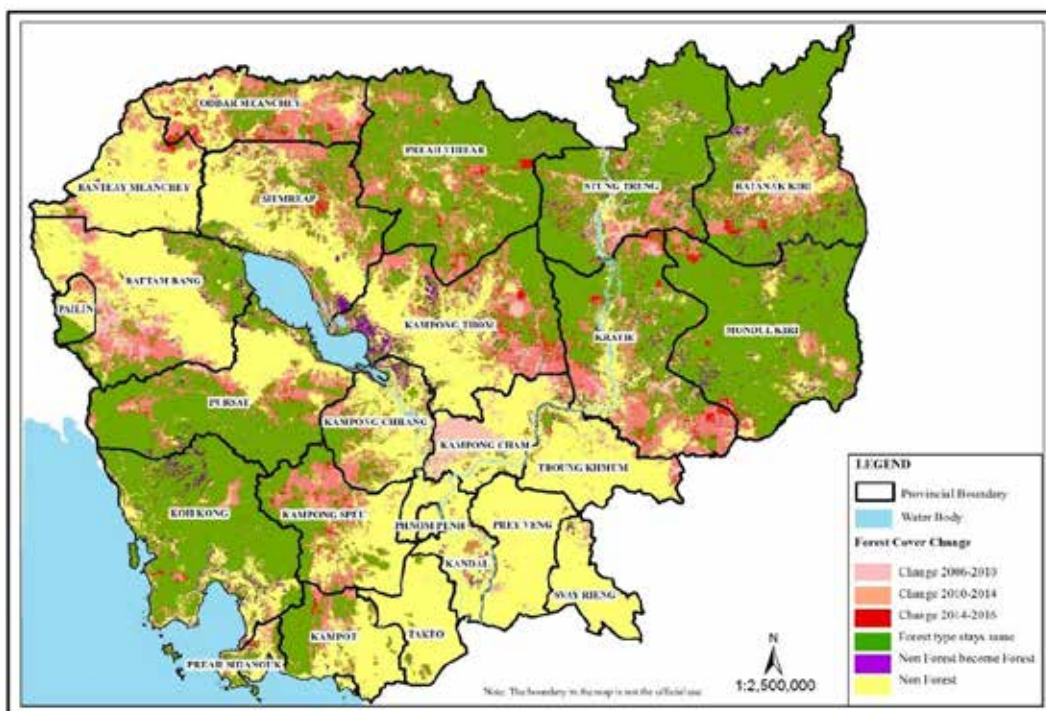 ODDAR MEANCHEY
PREAH VIHEAR
STUNG TRENG
RATANAK KIRI
BANTEAY MEANCHEY
SIEMREAP
BATTAM BANG
PAILIN
KAMPONG THOM
KRATIE
MUNDUL KIRI
PURSAT
KAMPONG CHHANG
KAMPONG CHAM
TBOUNG KHMUM
KOH KONG
KAMPONG SPEU
PHNOM PENH
PREY VENG
KANDAL
SVAY RIENG
KAMPOT
TAKEO
PREAH SIHANOUK
LEGEND
Provincial Boundary
Water Body
Forest Cover Change
Change 2006-2010
Change 2010-2014
Change 2014-2016
Forest type stays same
Non Forest become Forest
Non Forest
N
1:2,500,000
Note: The boundary in the map is not the official use